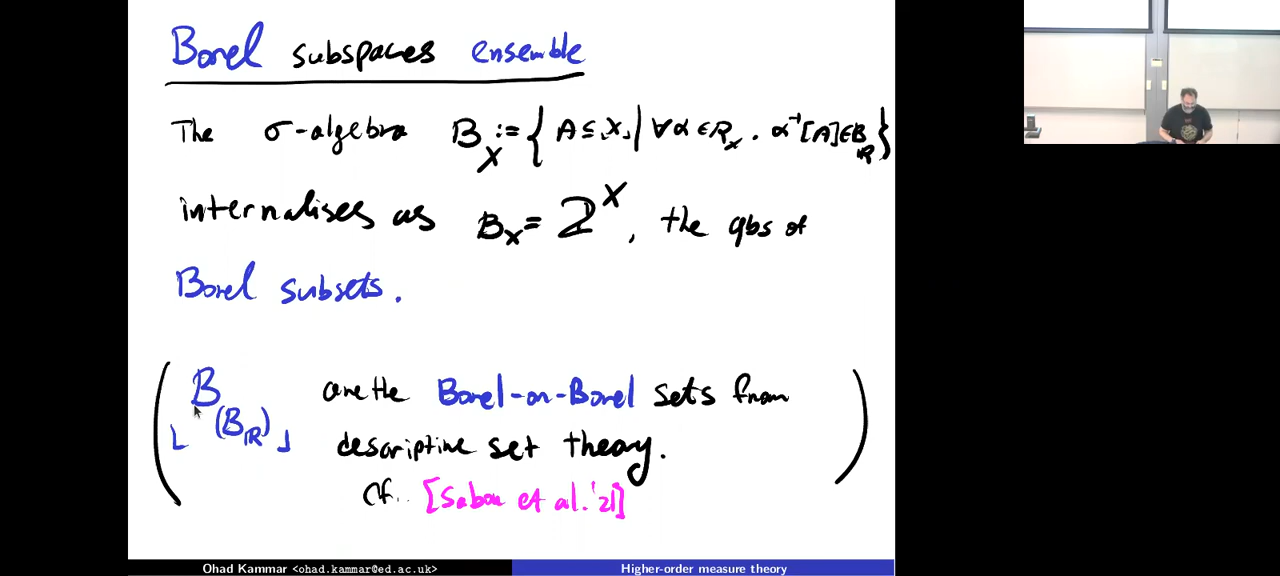 Borel subspaces ensemble
The σ-algebra B_X := { A ⊆ X | ∀α ∈ R_X . α⁻¹[A] ∈ B_ℝ }
internalises as B_X = 2^X, the qbs of
Borel subsets.
( ⌞B_(B_ℝ)⌟ are the Borel-on-Borel sets from
descriptive set theory. )
Cf. [Sabok et al. '21]
Ohad Kammar <ohad.kammar@ed.ac.uk> Higher-order measure theory